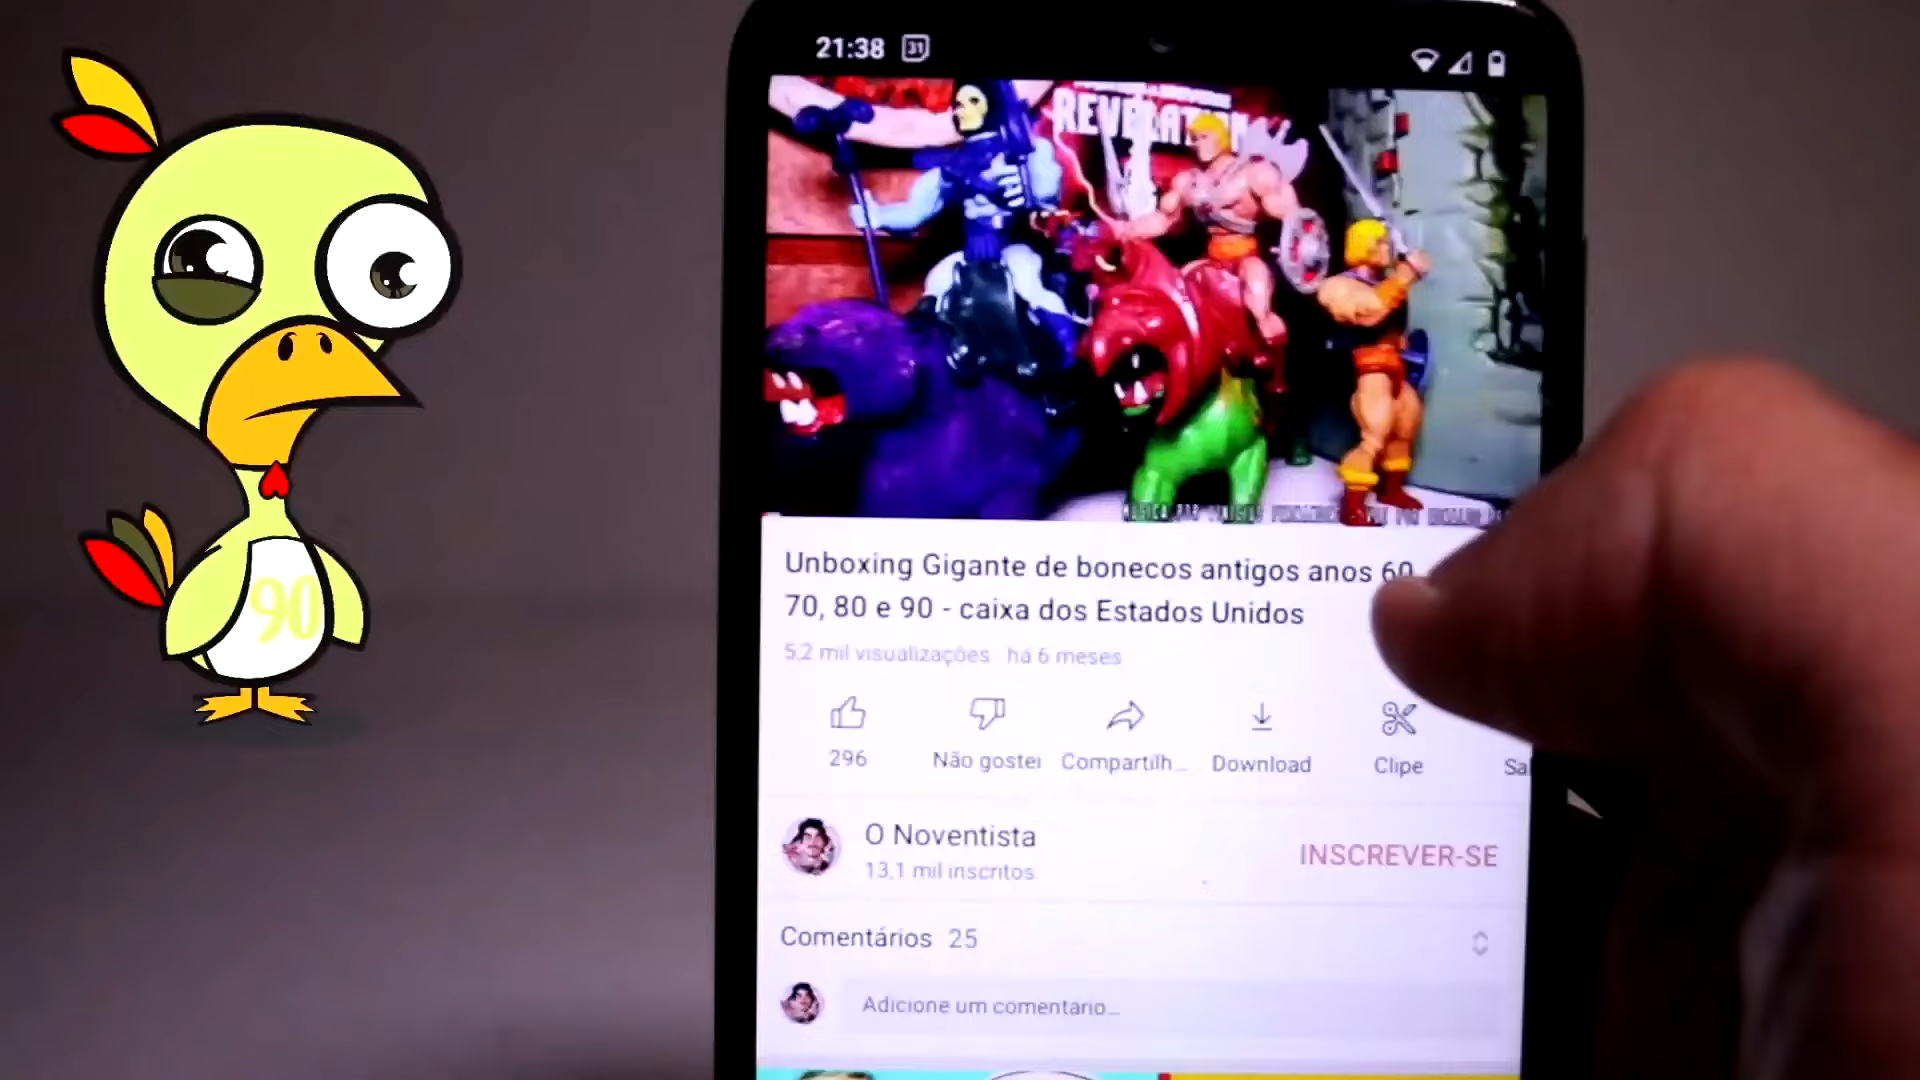 21:38 31
REVELATION
Unboxing Gigante de bonecos antigos anos 60,
70, 80 e 90 - caixa dos Estados Unidos
5,2 mil visualizações há 6 meses
296 Não gostei Compartilh... Download Clipe Sal
O Noventista
13,1 mil inscritos
INSCREVER-SE
Comentários 25
Adicione um comentário...
90